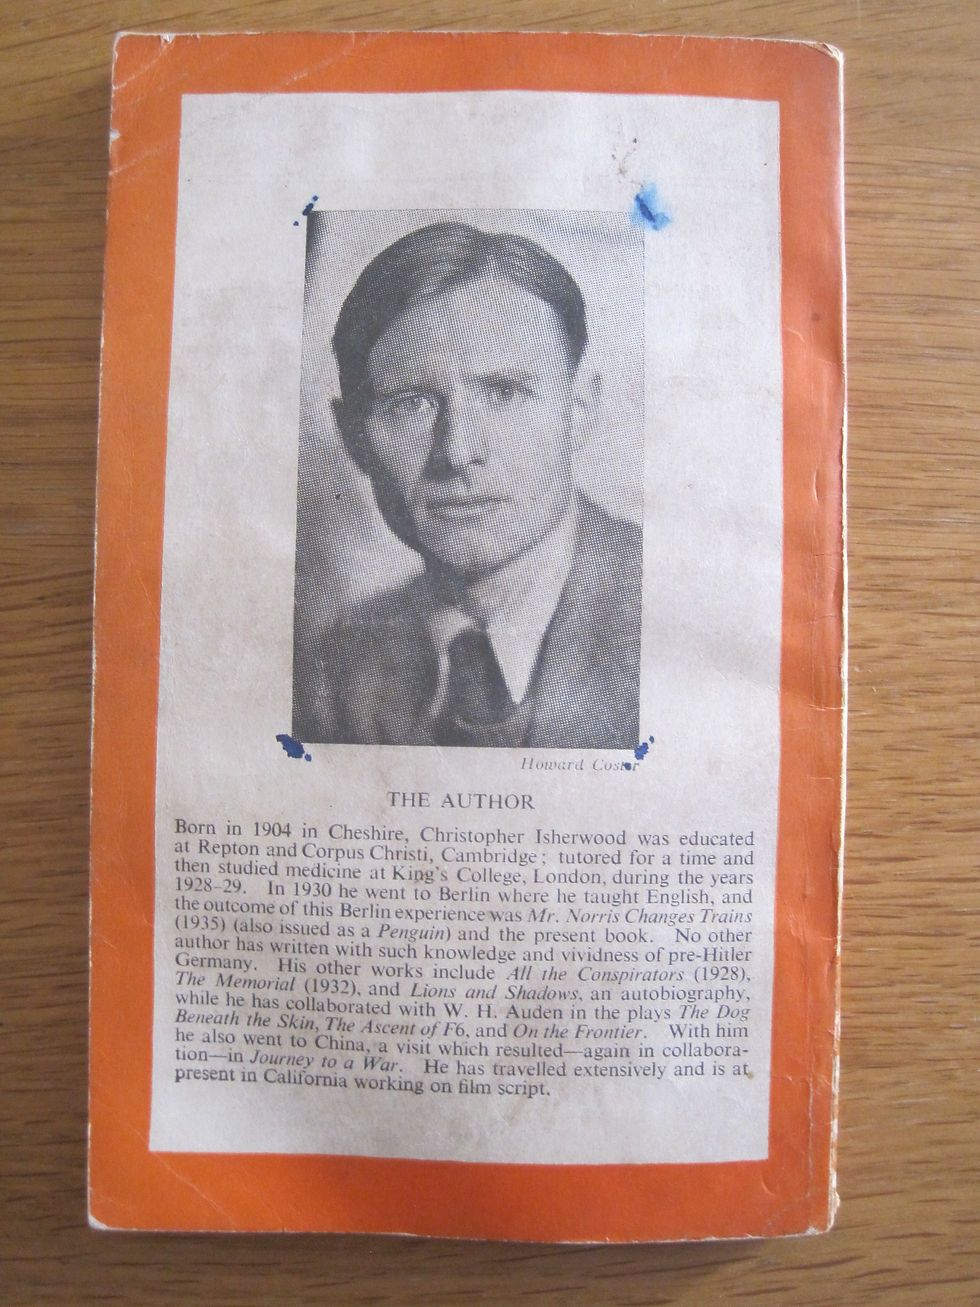 Howard Coster
THE AUTHOR
Born in 1904 in Cheshire, Christopher Isherwood was educated
at Repton and Corpus Christi, Cambridge; tutored for a time and
then studied medicine at King's College, London, during the years
1928–29. In 1930 he went to Berlin where he taught English, and
the outcome of this Berlin experience was Mr. Norris Changes Trains
(1935) (also issued as a Penguin) and the present book. No other
author has written with such knowledge and vividness of pre-Hitler
Germany. His other works include All the Conspirators (1928),
The Memorial (1932), and Lions and Shadows, an autobiography,
while he has collaborated with W. H. Auden in the plays The Dog
Beneath the Skin, The Ascent of F6, and On the Frontier. With him
he also went to China, a visit which resulted—again in collabora-
tion—in Journey to a War. He has travelled extensively and is at
present in California working on film script.